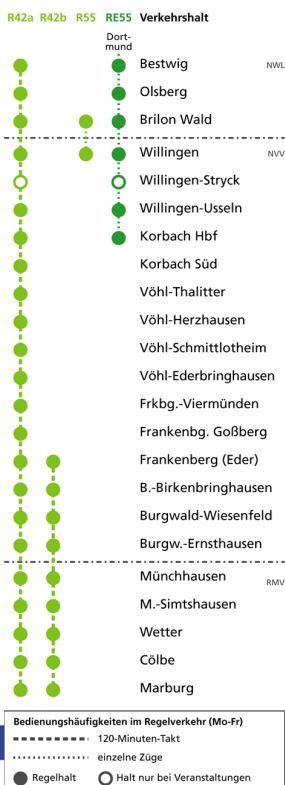 R42a R42b R55 RE55 Verkehrshalt
Dort-
mund
Bestwig NWL
Olsberg
Brilon Wald
Willingen NVV
Willingen-Stryck
Willingen-Usseln
Korbach Hbf
Korbach Süd
Vöhl-Thalitter
Vöhl-Herzhausen
Vöhl-Schmittlotheim
Vöhl-Ederbringhausen
Frkbg.-Viermünden
Frankenbg. Goßberg
Frankenberg (Eder)
B.-Birkenbringhausen
Burgwald-Wiesenfeld
Burgw.-Ernsthausen
Münchhausen RMV
M.-Simtshausen
Wetter
Cölbe
Marburg
Bedienungshäufigkeiten im Regelverkehr (Mo-Fr)
120-Minuten-Takt
einzelne Züge
Regelhalt Halt nur bei Veranstaltungen